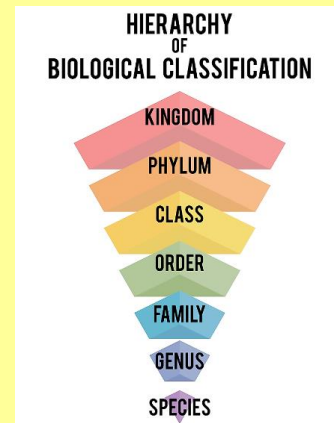 HIERARCHY
OF
BIOLOGICAL CLASSIFICATION
KINGDOM
PHYLUM
CLASS
ORDER
FAMILY
GENUS
SPECIES